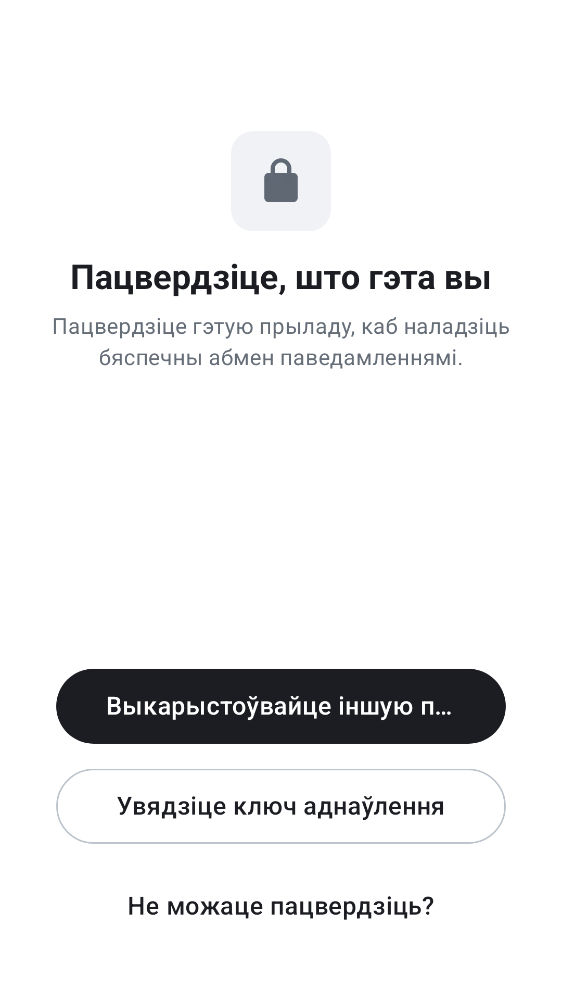 Пацвердзіце, што гэта вы
Пацвердзіце гэтую прыладу, каб наладзіць
бяспечны абмен паведамленнямі.
Выкарыстоўвайце іншую п...
Увядзіце ключ аднаўлення
Не можаце пацвердзіць?